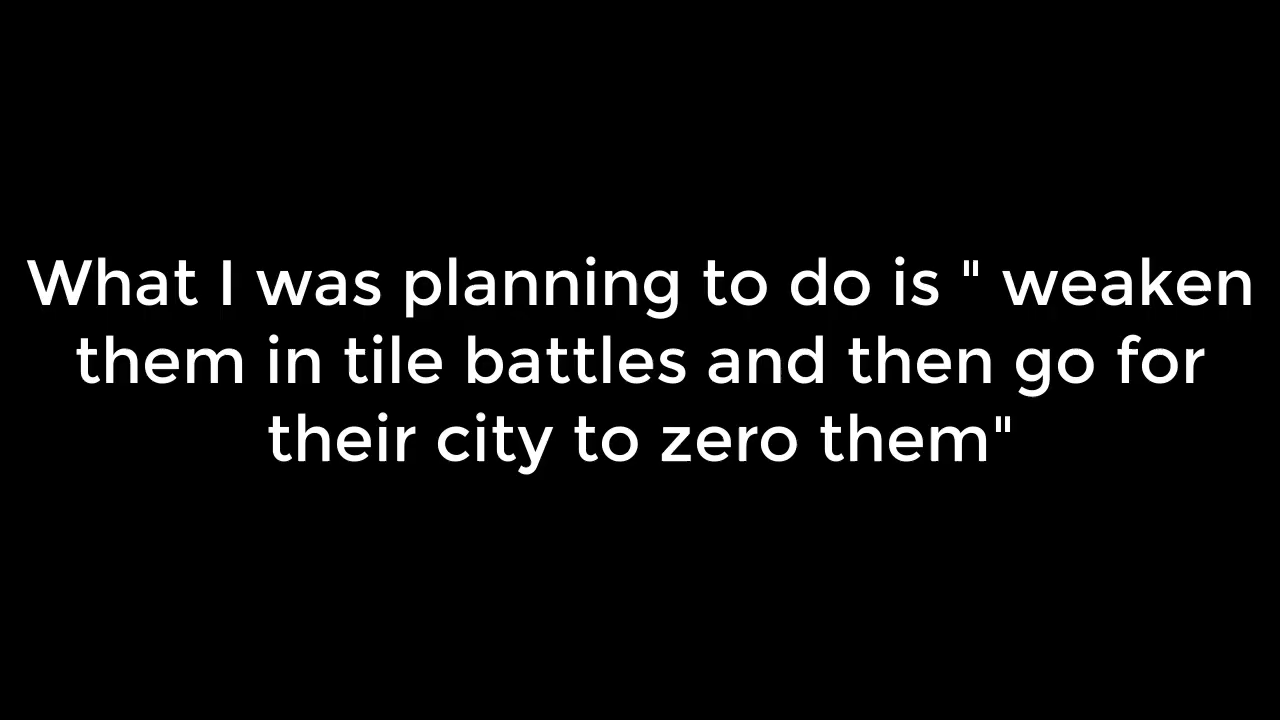 What I was planning to do is " weaken
them in tile battles and then go for
their city to zero them"